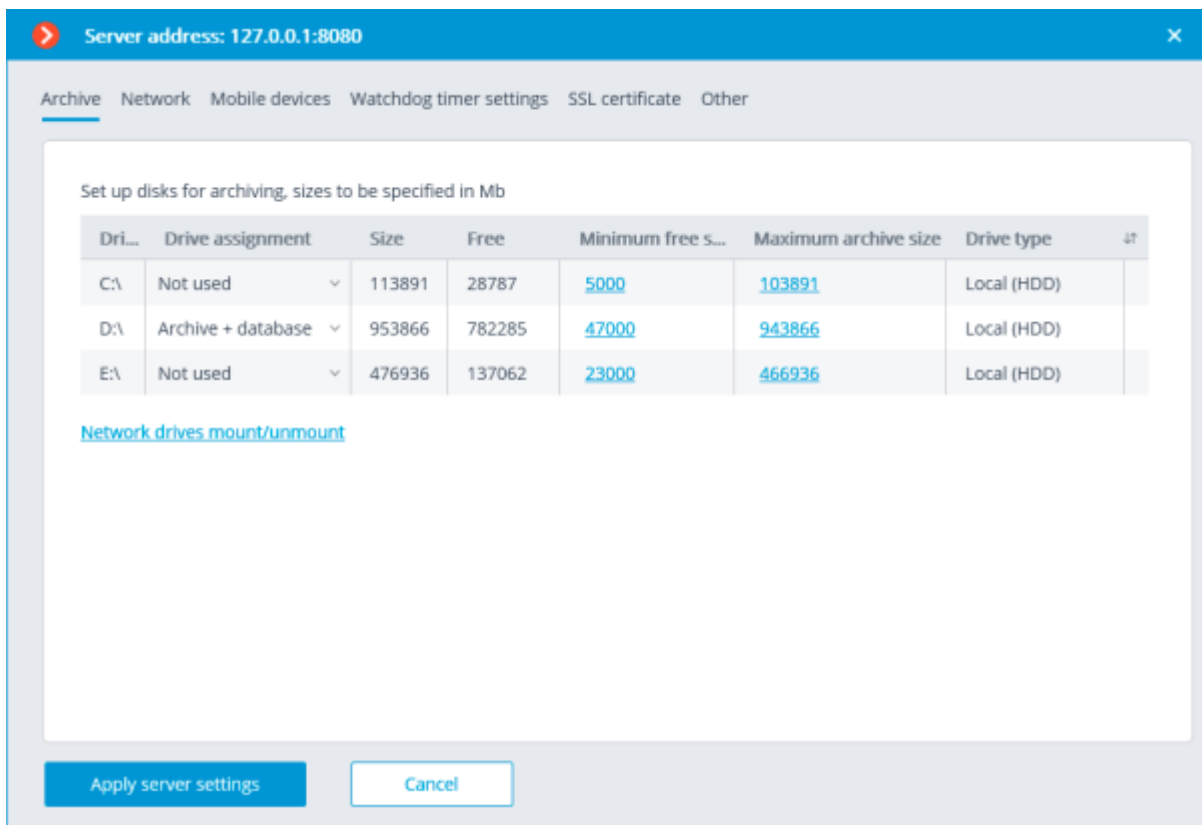 Server address: 127.0.0.1:8080
Archive Network Mobile devices Watchdog timer settings SSL certificate Other
Set up disks for archiving, sizes to be specified in Mb
Dri... Drive assignment Size Free Minimum free s... Maximum archive size Drive type
C:\ Not used 113891 28787 5000 103891 Local (HDD)
D:\ Archive + database 953866 782285 47000 943866 Local (HDD)
E:\ Not used 476936 137062 23000 466936 Local (HDD)
Network drives mount/unmount
Apply server settings Cancel